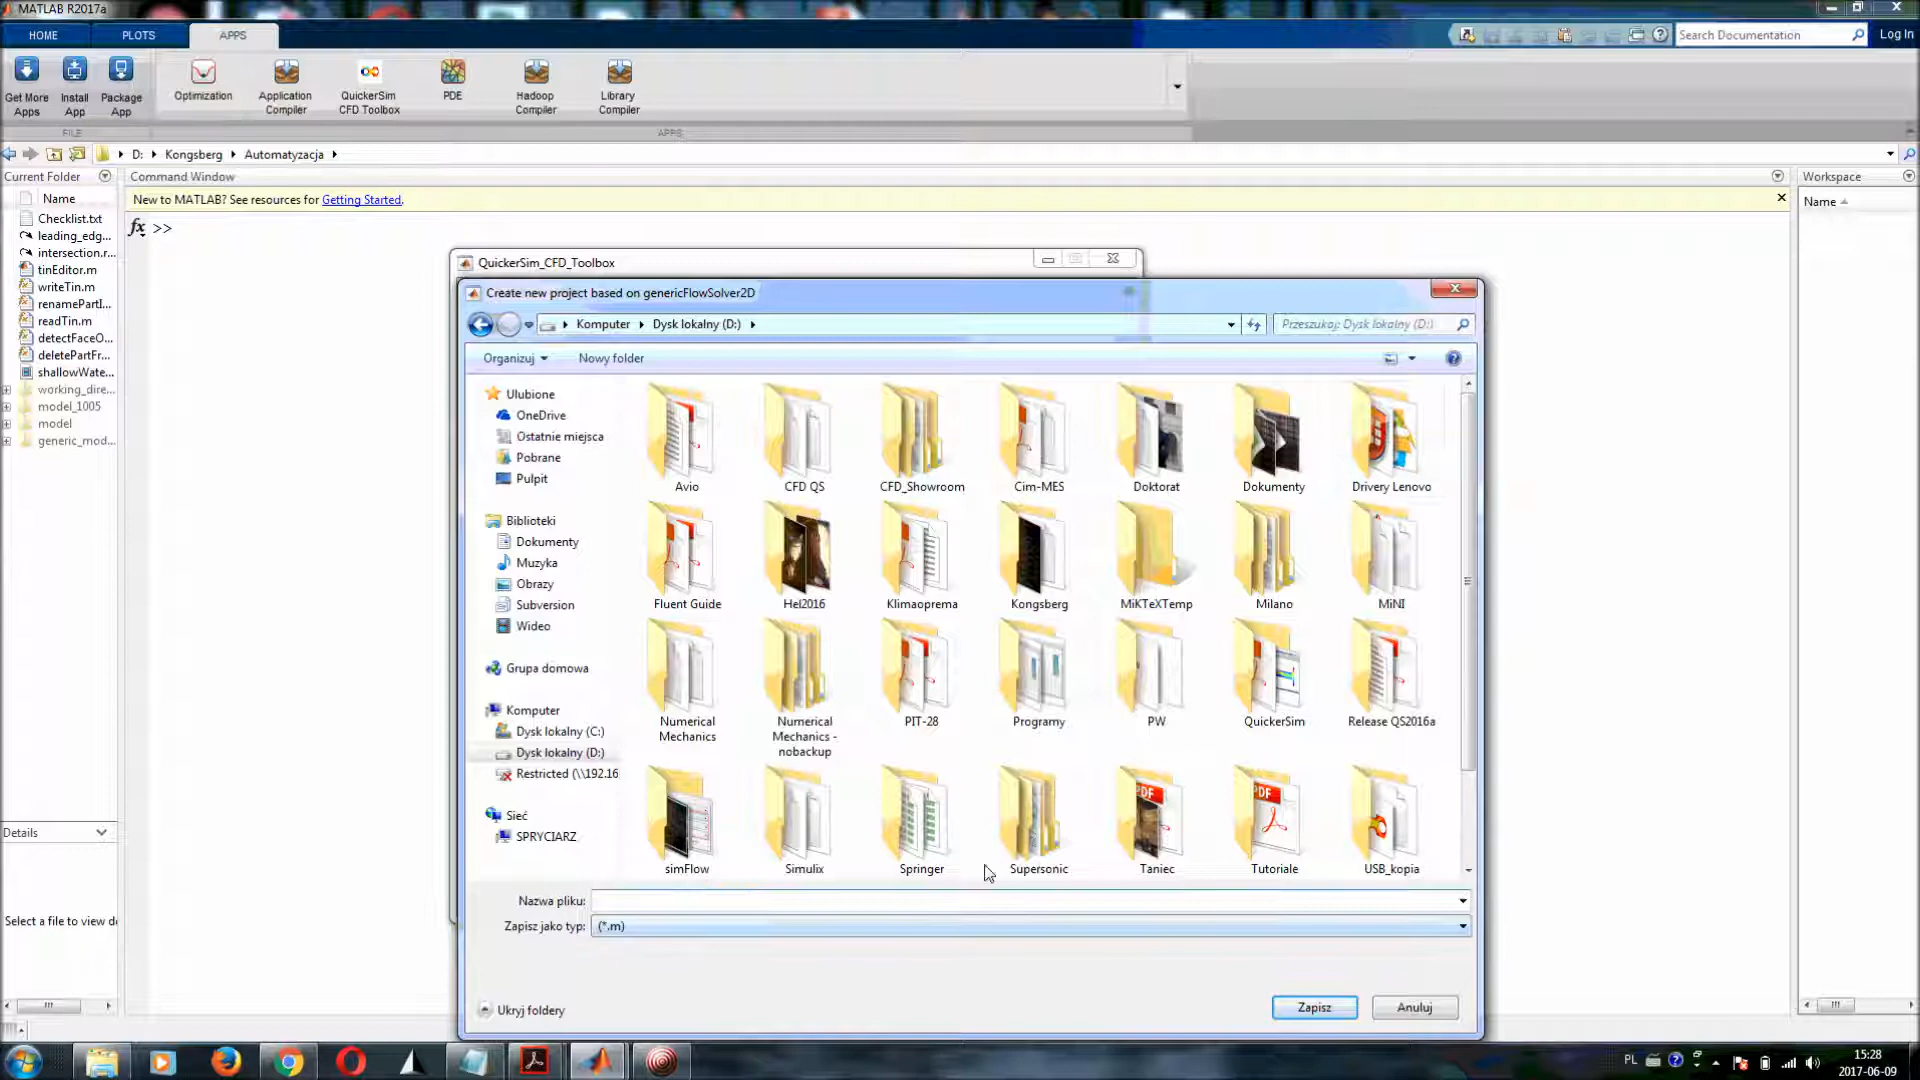 MATLAB R2017a
HOME
PLOTS
APPS
Search Documentation
Log In
Get More
Apps
Install
App
Package
App
Optimization
Application
Compiler
QuickerSim
CFD Toolbox
PDE
Hadoop
Compiler
Library
Compiler
FILE
APPS
D:
Kongsberg
Automatyzacja
Current Folder
Command Window
Workspace
Name
New to MATLAB? See resources for Getting Started.
Name
fx >>
Checklist.txt
leading_edg...
intersection.r...
tinEditor.m
writeTin.m
renamePartI...
readTin.m
detectFaceO...
deletePartFr...
shallowWate...
working_dire...
model_1005
model
generic_mod...
Details
Select a file to view de
QuickerSim_CFD_Toolbox
Create new project based on genericFlowSolver2D
Komputer
Dysk lokalny (D:)
Przeszukaj: Dysk lokalny (D:)
Organizuj
Nowy folder
Ulubione
OneDrive
Ostatnie miejsca
Pobrane
Pulpit
Biblioteki
Dokumenty
Muzyka
Obrazy
Subversion
Wideo
Grupa domowa
Komputer
Dysk lokalny (C:)
Dysk lokalny (D:)
Restricted (\\192.16
Sieć
SPRYCIARZ
Avio
CFD QS
CFD_Showroom
Cim-MES
Doktorat
Dokumenty
Drivery Lenovo
Fluent Guide
Hel2016
Klimaoprema
Kongsberg
MiKTeXTemp
Milano
MiNI
Numerical
Mechanics
Numerical
Mechanics -
nobackup
PIT-28
Programy
PW
QuickerSim
Release QS2016a
simFlow
Simulix
Springer
Supersonic
Taniec
Tutoriale
USB_kopia
PDF
PDF
Nazwa pliku:
Zapisz jako typ:
(*.m)
Ukryj foldery
Zapisz
Anuluj
PL
15:28
2017-06-09